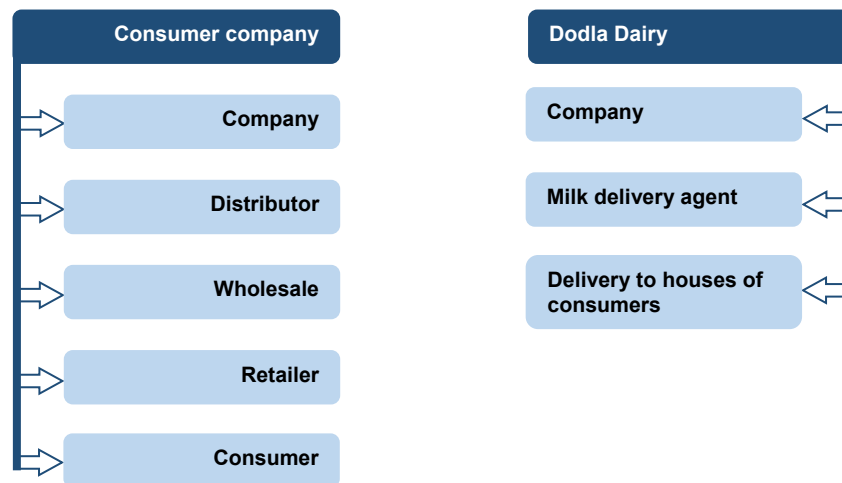 Consumer company
Company
Distributor
Wholesale
Retailer
Consumer
Dodla Dairy
Company
Milk delivery agent
Delivery to houses of
consumers